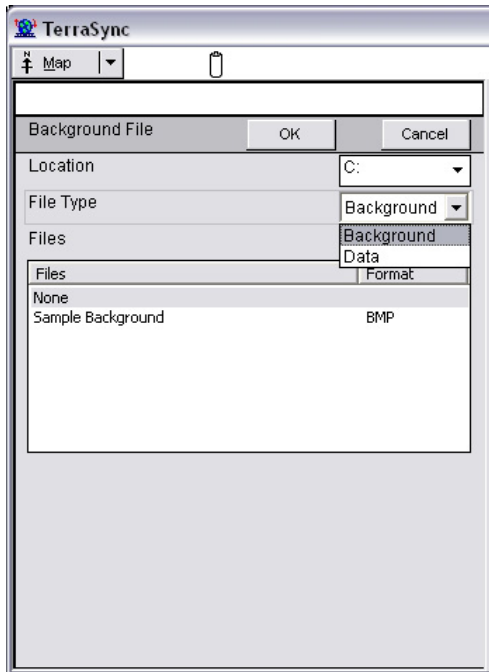 TerraSync
N
Map
Background File OK Cancel
Location C:
File Type Background
Files Background
Data
Files Format
None
Sample Background BMP